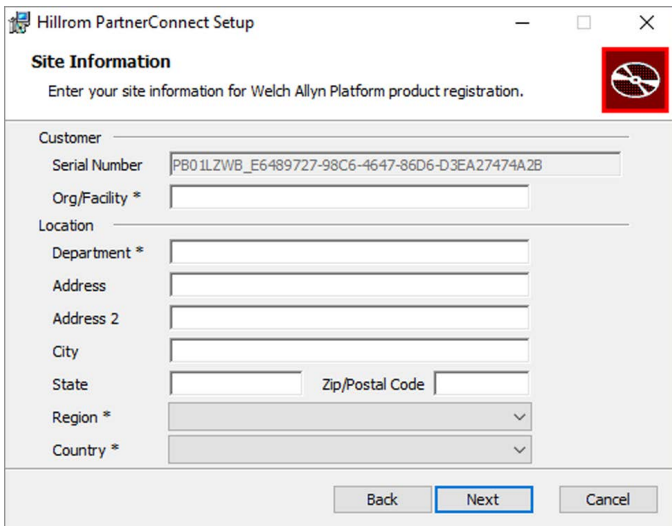 Hillrom PartnerConnect Setup
Site Information
Enter your site information for Welch Allyn Platform product registration.
Customer
Serial Number PB01LZWB_E6489727-98C6-4647-86D6-D3EA27474A2B
Org/Facility *
Location
Department *
Address
Address 2
City
State Zip/Postal Code
Region *
Country *
Back Next Cancel